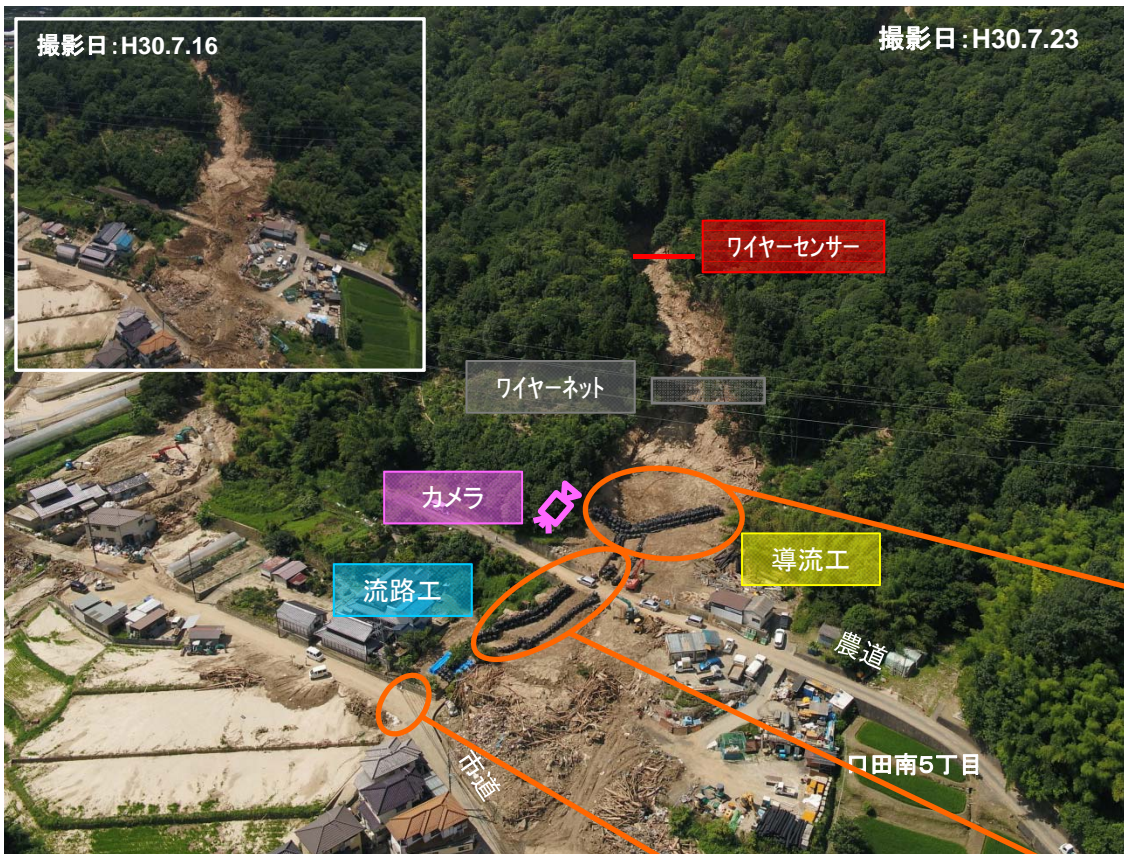 撮影日:H30.7.16
撮影日:H30.7.23
ワイヤーセンサー
ワイヤーネット
カメラ
導流工
流路工
農道
口田南5丁目
市道